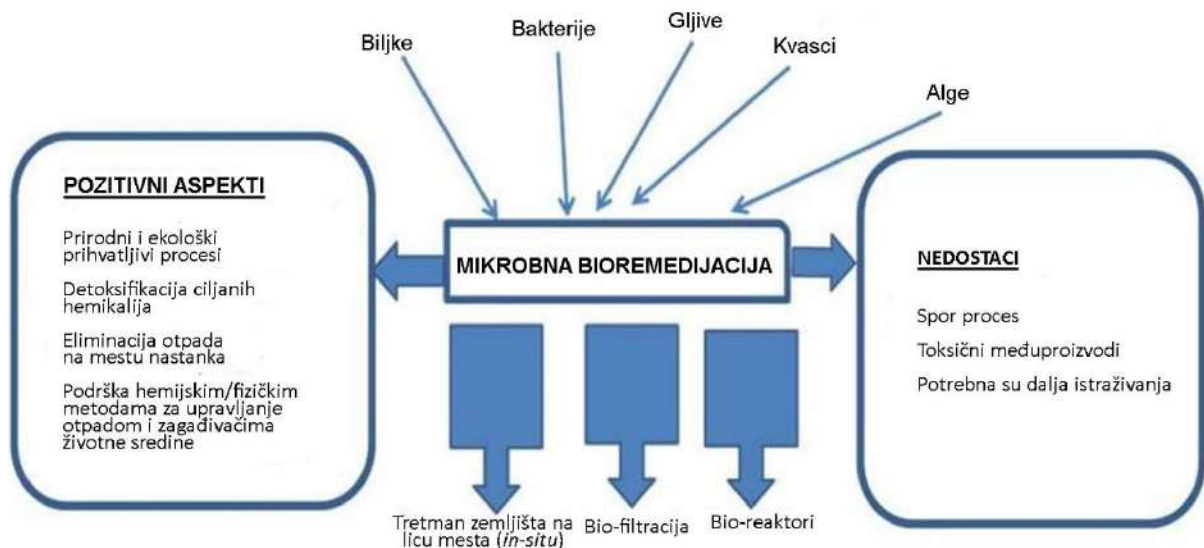 Biljke
Bakterije
Gljive
Kvasci
Alge
POZITIVNI ASPEKTI
Prirodni i ekološki
prihvatljivi procesi
Detoksifikacija ciljanih
hemikalija
Eliminacija otpada
na mestu nastanka
Podrška hemijskim/fizičkim
metodama za upravljanje
otpadom i zagađivačima
životne sredine
MIKROBNA BIOREMEDIJACIJA
NEDOSTACI
Spor proces
Toksični međuproizvodi
Potrebna su dalja istraživanja
Tretman zemljišta na
licu mesta (in-situ)
Bio-filtracija
Bio-reaktori